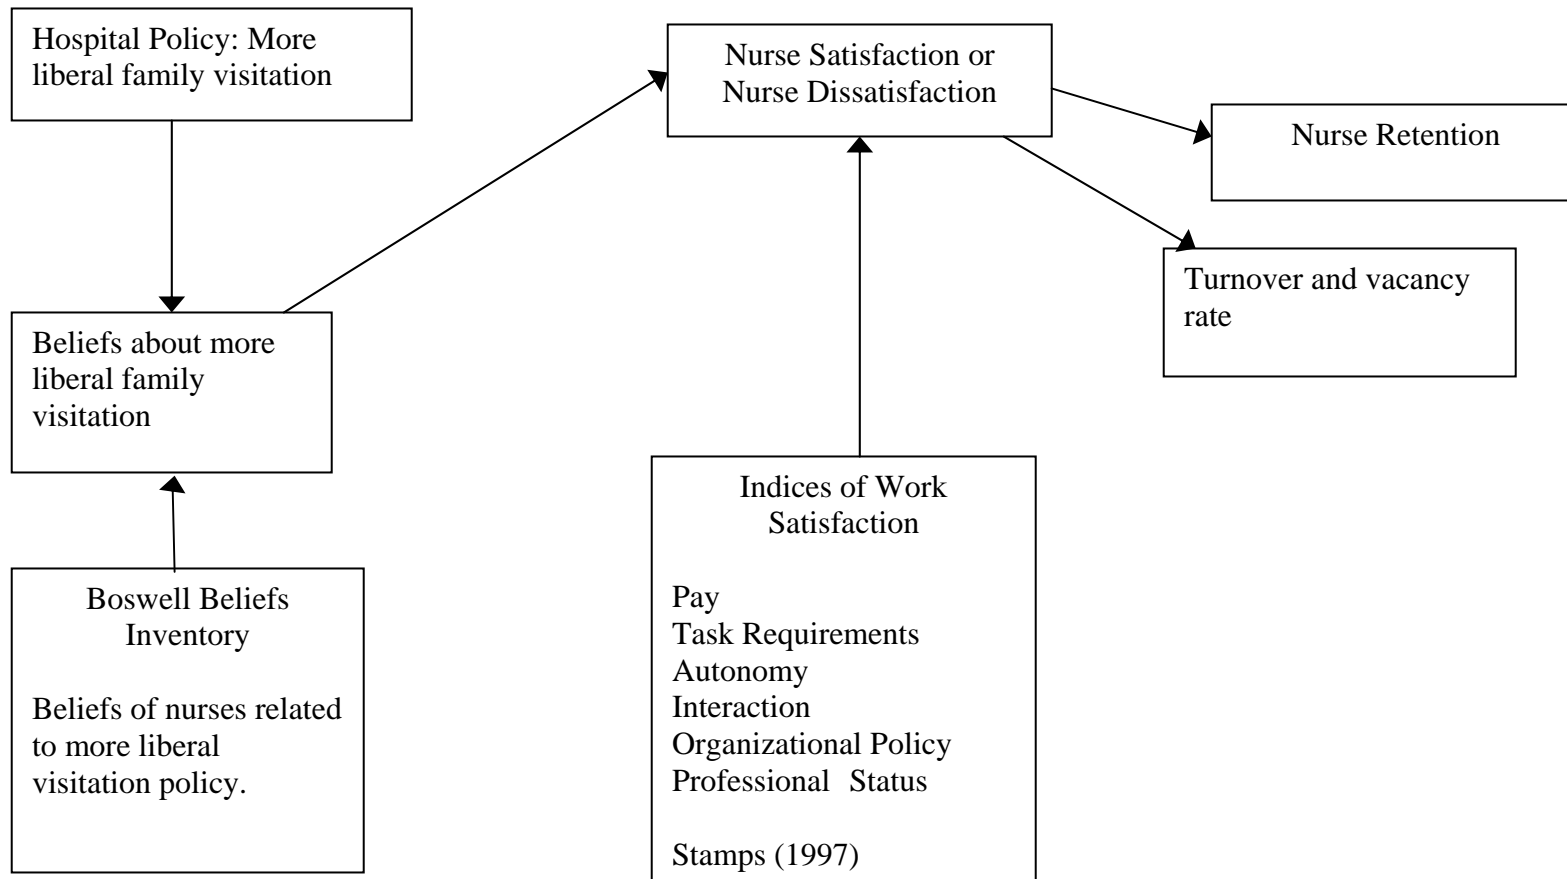 Hospital Policy: More
liberal family visitation
Nurse Satisfaction or
Nurse Dissatisfaction
Nurse Retention
Turnover and vacancy
rate
Beliefs about more
liberal family
visitation
Boswell Beliefs
Inventory
Beliefs of nurses related
to more liberal
visitation policy.
Indices of Work
Satisfaction
Pay
Task Requirements
Autonomy
Interaction
Organizational Policy
Professional Status
Stamps (1997)